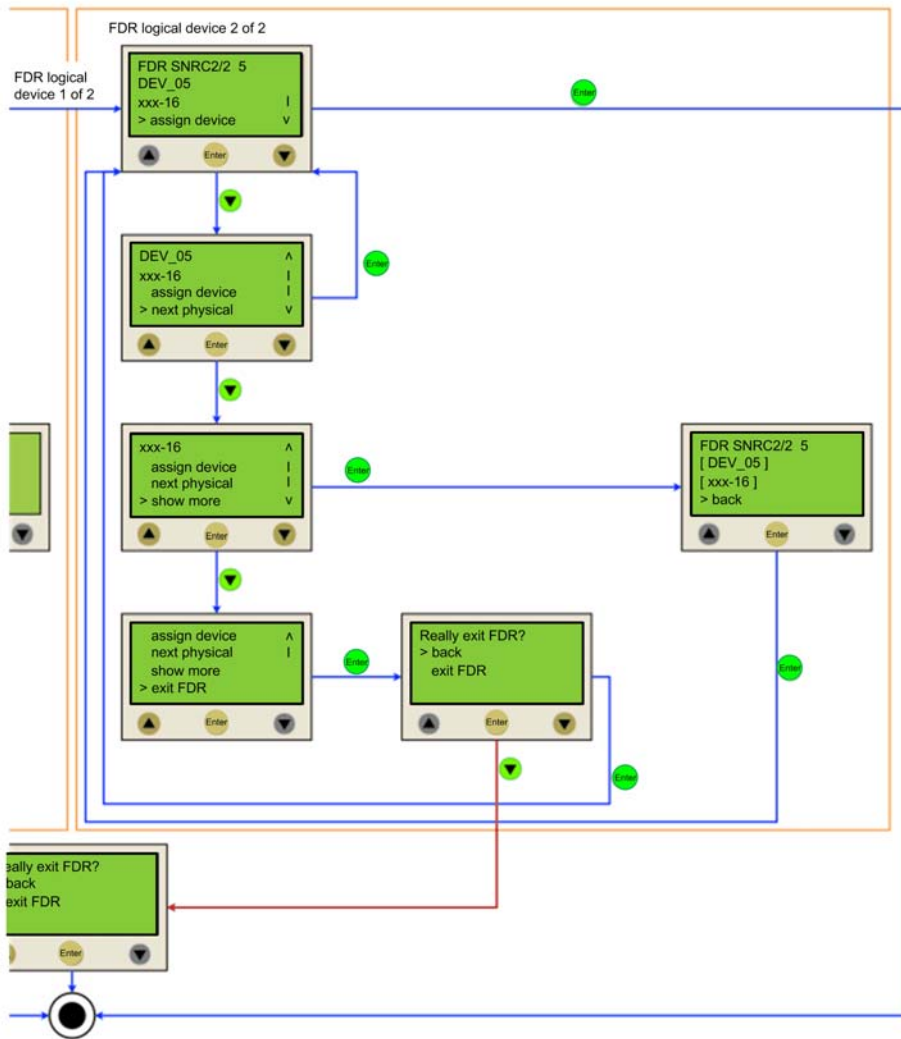 FDR logical device 2 of 2
FDR logical
device 1 of 2
FDR SNRC2/2 5
DEV_05
xxx-16 |
> assign device v
Enter
Enter
DEV_05 ʌ
xxx-16 |
assign device |
> next physical v
Enter
Enter
xxx-16 ʌ
assign device |
next physical |
> show more v
Enter
Enter
FDR SNRC2/2 5
[ DEV_05 ]
[ xxx-16 ]
> back
Enter
assign device ʌ
next physical |
show more
> exit FDR
Enter
Enter
Really exit FDR?
> back
exit FDR
Enter
Enter
Enter
eally exit FDR?
back
exit FDR
Enter